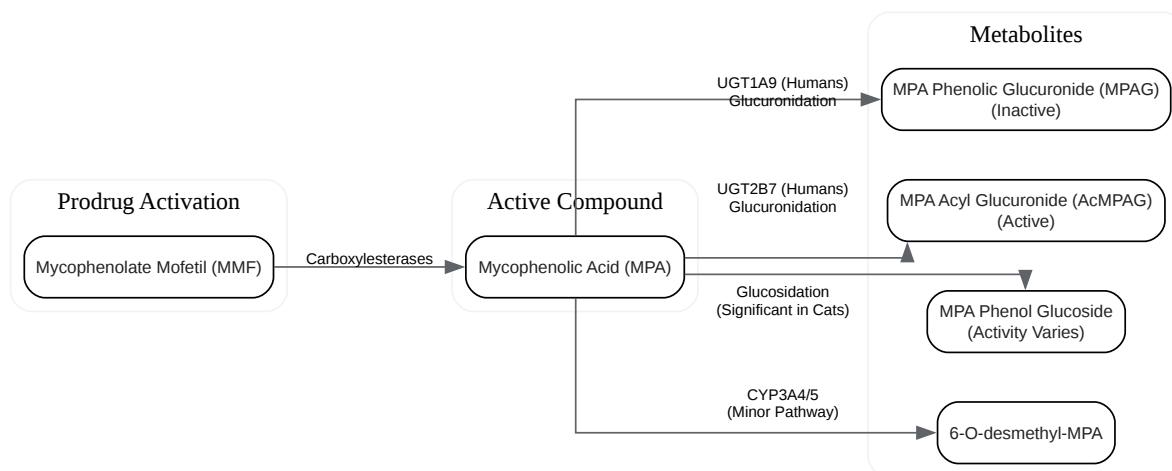 Prodrug Activation
Mycophenolate Mofetil (MMF)
Carboxylesterases
Active Compound
Mycophenolic Acid (MPA)
UGT1A9 (Humans)
Glucuronidation
UGT2B7 (Humans)
Glucuronidation
Glucosidation
(Significant in Cats)
CYP3A4/5
(Minor Pathway)
Metabolites
MPA Phenolic Glucuronide (MPAG)
(Inactive)
MPA Acyl Glucuronide (AcMPAG)
(Active)
MPA Phenol Glucoside
(Activity Varies)
6-O-desmethyl-MPA